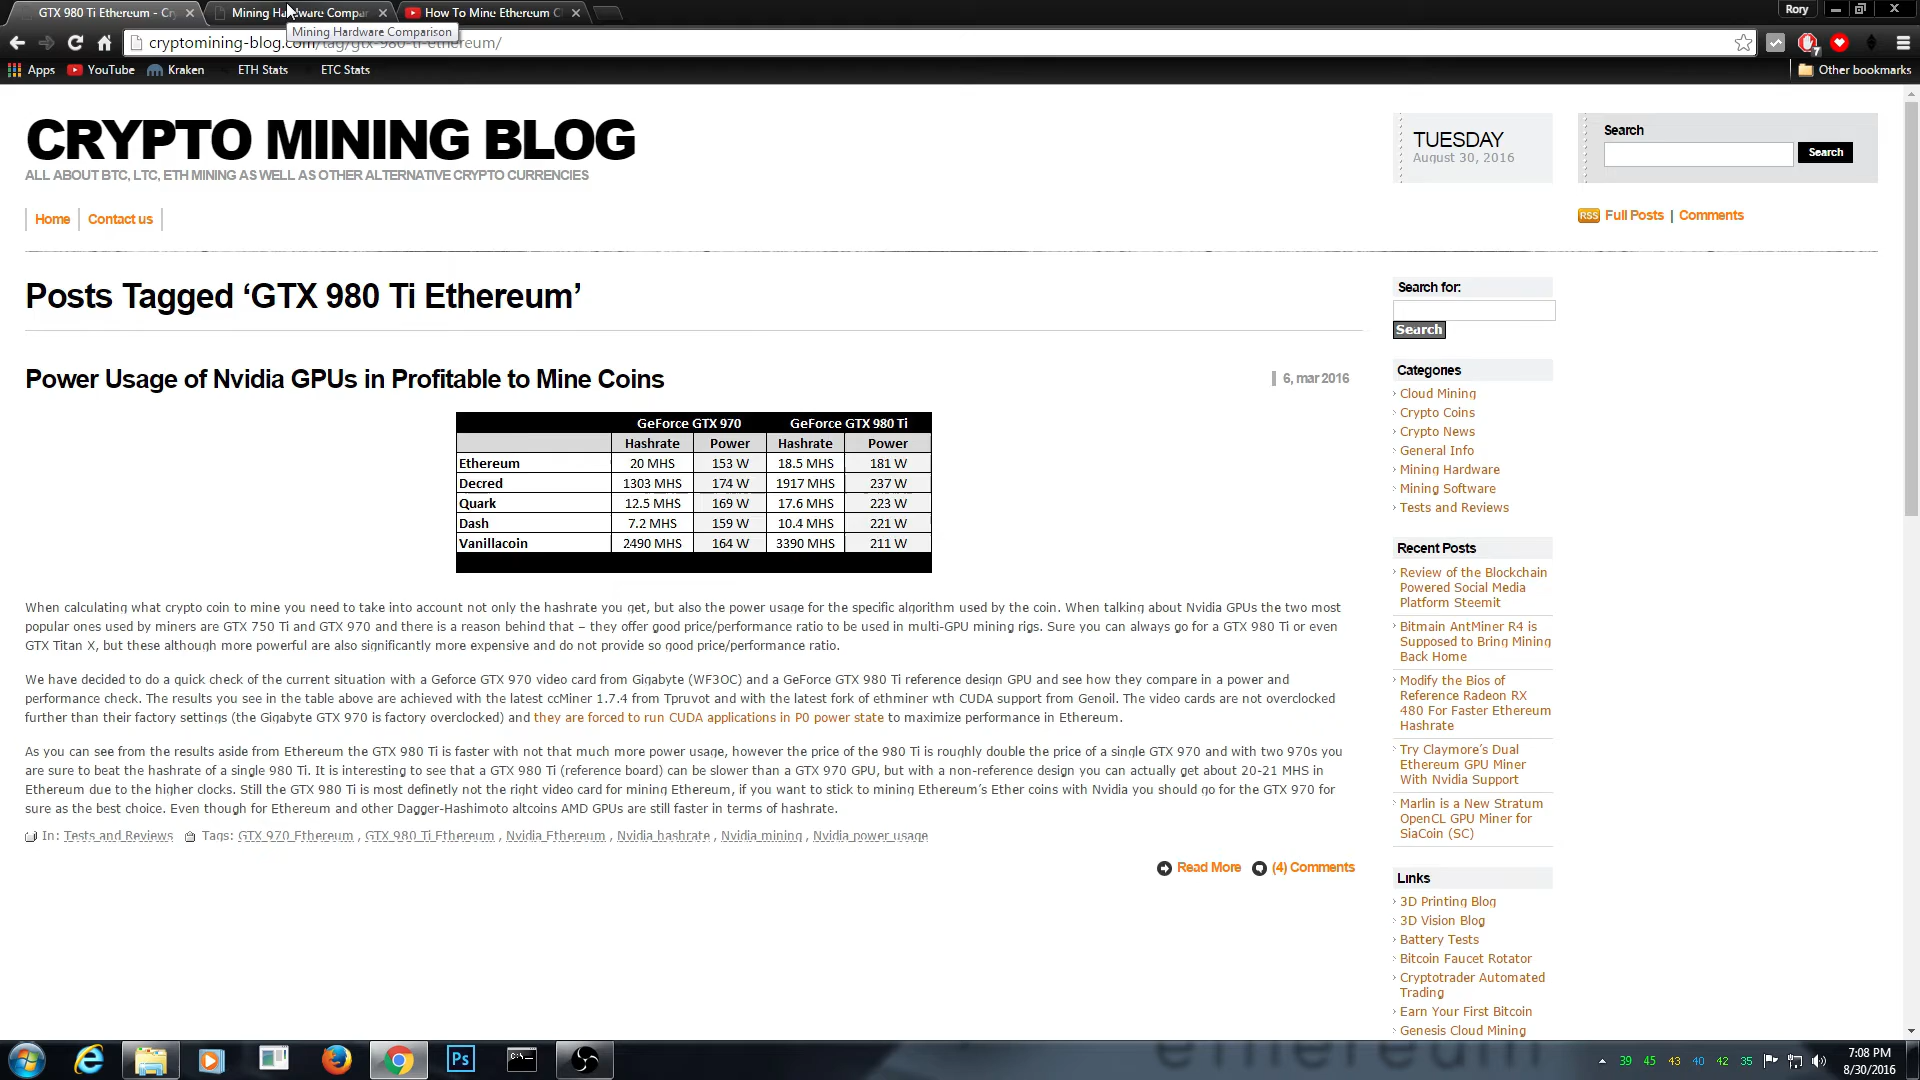 GTX 980 Ti Ethereum - Cry
Mining Hardware Compar
How To Mine Ethereum Cl
Rory
Mining Hardware Comparison
cryptomining-blog.com/tag/gtx-980-ti-ethereum/
7
Apps
YouTube
Kraken
ETH Stats
ETC Stats
Other bookmarks
CRYPTO MINING BLOG
ALL ABOUT BTC, LTC, ETH MINING AS WELL AS OTHER ALTERNATIVE CRYPTO CURRENCIES
TUESDAY
August 30, 2016
Search
Search
Home
Contact us
RSS Full Posts | Comments
Posts Tagged ‘GTX 980 Ti Ethereum’
Power Usage of Nvidia GPUs in Profitable to Mine Coins
6, mar 2016
GeForce GTX 970 GeForce GTX 980 Ti
Hashrate Power Hashrate Power
Ethereum 20 MHS 153 W 18.5 MHS 181 W
Decred 1303 MHS 174 W 1917 MHS 237 W
Quark 12.5 MHS 169 W 17.6 MHS 223 W
Dash 7.2 MHS 159 W 10.4 MHS 221 W
Vanillacoin 2490 MHS 164 W 3390 MHS 211 W
When calculating what crypto coin to mine you need to take into account not only the hashrate you get, but also the power usage for the specific algorithm used by the coin. When talking about Nvidia GPUs the two most
popular ones used by miners are GTX 750 Ti and GTX 970 and there is a reason behind that – they offer good price/performance ratio to be used in multi-GPU mining rigs. Sure you can always go for a GTX 980 Ti or even
GTX Titan X, but these although more powerful are also significantly more expensive and do not provide so good price/performance ratio.
We have decided to do a quick check of the current situation with a Geforce GTX 970 video card from Gigabyte (WF3OC) and a GeForce GTX 980 Ti reference design GPU and see how they compare in a power and
performance check. The results you see in the table above are achieved with the latest ccMiner 1.7.4 from Tpruvot and with the latest fork of ethminer wth CUDA support from Genoil. The video cards are not overclocked
further than their factory settings (the Gigabyte GTX 970 is factory overclocked) and they are forced to run CUDA applications in P0 power state to maximize performance in Ethereum.
As you can see from the results aside from Ethereum the GTX 980 Ti is faster with not that much more power usage, however the price of the 980 Ti is roughly double the price of a single GTX 970 and with two 970s you
are sure to beat the hashrate of a single 980 Ti. It is interesting to see that a GTX 980 Ti (reference board) can be slower than a GTX 970 GPU, but with a non-reference design you can actually get about 20-21 MHS in
Ethereum due to the higher clocks. Still the GTX 980 Ti is most definetly not the right video card for mining Ethereum, if you want to stick to mining Ethereum’s Ether coins with Nvidia you should go for the GTX 970 for
sure as the best choice. Even though for Ethereum and other Dagger-Hashimoto altcoins AMD GPUs are still faster in terms of hashrate.
In: Tests and Reviews Tags: GTX 970 Ethereum , GTX 980 Ti Ethereum , Nvidia Ethereum , Nvidia hashrate , Nvidia mining , Nvidia power usage
Read More (4) Comments
Search for:
Search
Categories
Cloud Mining
Crypto Coins
Crypto News
General Info
Mining Hardware
Mining Software
Tests and Reviews
Recent Posts
Review of the Blockchain
Powered Social Media
Platform Steemit
Bitmain AntMiner R4 is
Supposed to Bring Mining
Back Home
Modify the Bios of
Reference Radeon RX
480 For Faster Ethereum
Hashrate
Try Claymore’s Dual
Ethereum GPU Miner
With Nvidia Support
Marlin is a New Stratum
OpenCL GPU Miner for
SiaCoin (SC)
Links
3D Printing Blog
3D Vision Blog
Battery Tests
Bitcoin Faucet Rotator
Cryptotrader Automated
Trading
Earn Your First Bitcoin
Genesis Cloud Mining
Ps
C:\
ethereum
39 45 43 40 42 35
7:08 PM
8/30/2016